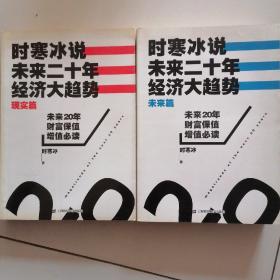 时寒冰说
未来二十年
经济大趋势
现实篇
未来20年
财富保值
增值必读
时寒冰
著
时寒冰说
未来二十年
经济大趋势
未来篇
未来20年
财富保值
增值必读
时寒冰
著